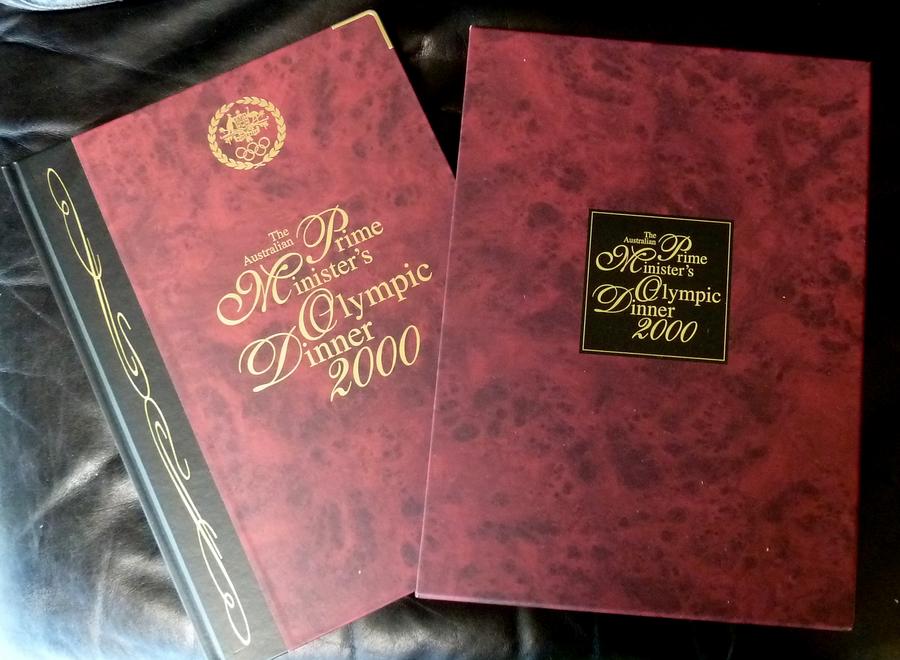 The
Australian Prime
Minister's
Olympic
Dinner
2000
The
Australian Prime
Minister's
Olympic
Dinner
2000